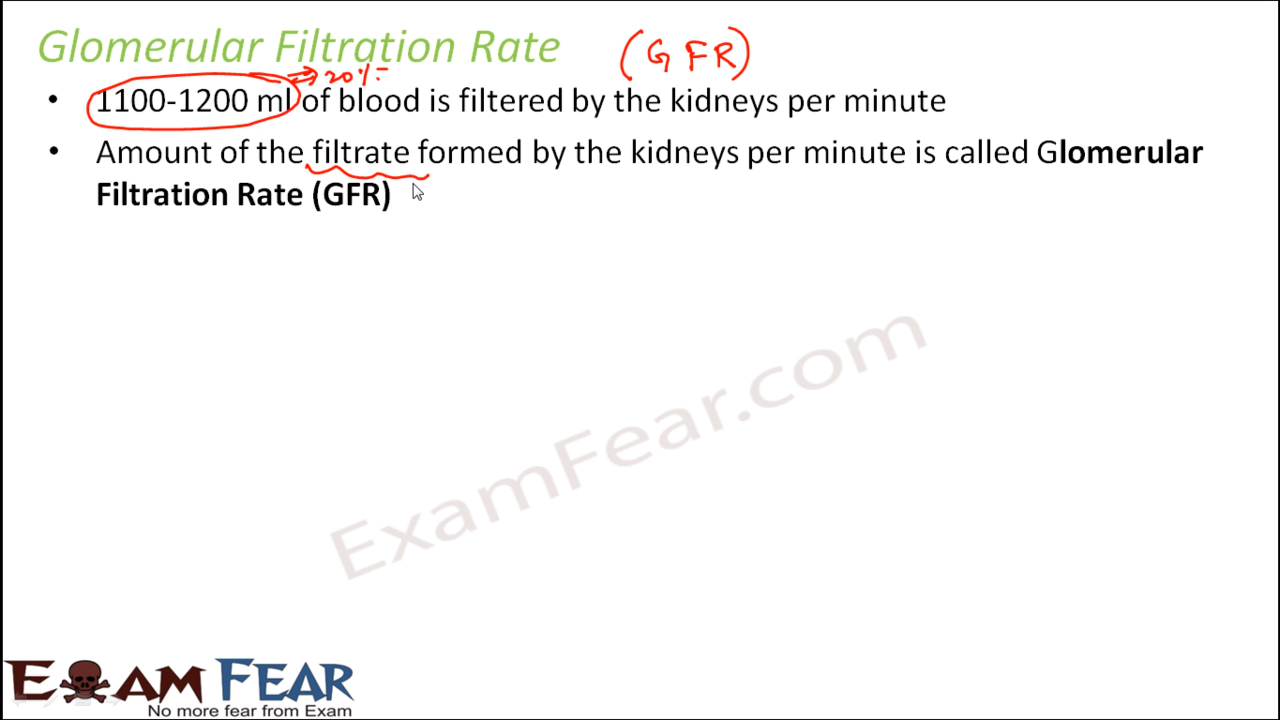 Glomerular Filtration Rate (GFR)
→ 20%
• 1100-1200 ml of blood is filtered by the kidneys per minute
• Amount of the filtrate formed by the kidneys per minute is called Glomerular
Filtration Rate (GFR)
ExamFear.com
EXAM FEAR
No more fear from Exam